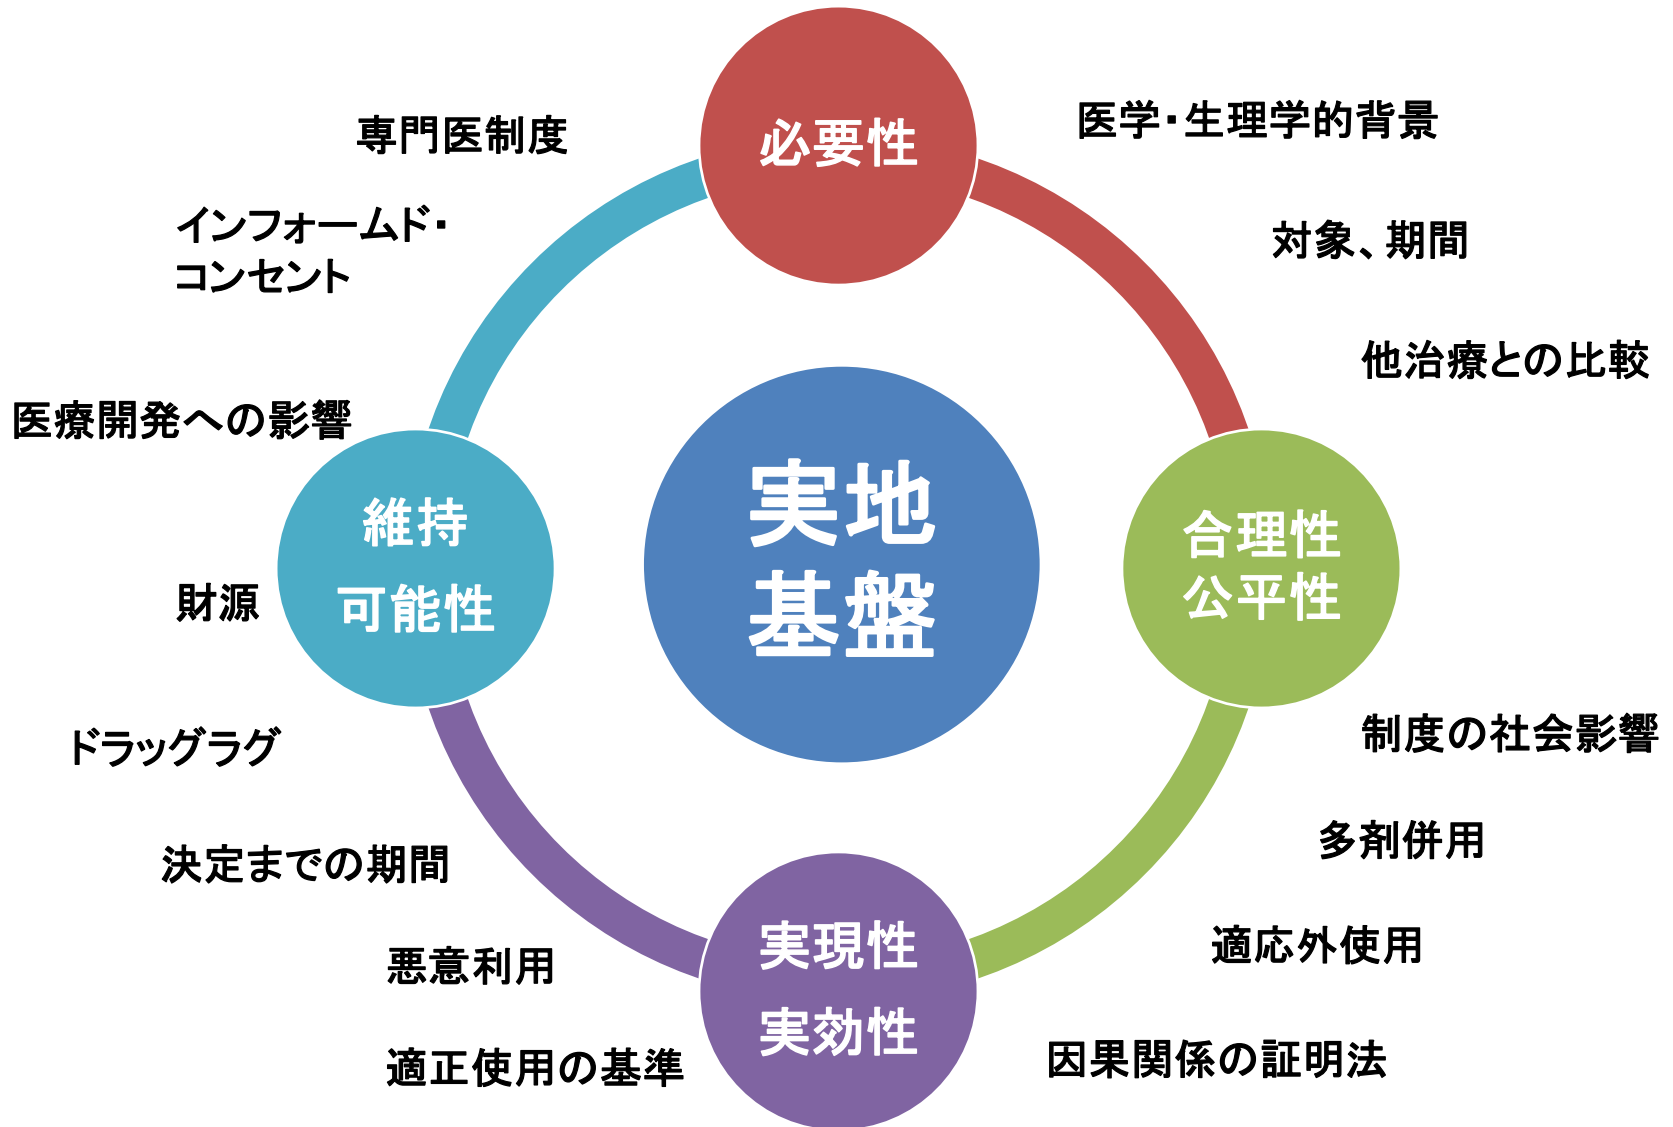 必要性
医学・生理学的背景
対象、期間
他治療との比較
合理性
公平性
制度の社会影響
多剤併用
適応外使用
因果関係の証明法
実現性
実効性
適正使用の基準
悪意利用
決定までの期間
ドラッグラグ
財源
維持
可能性
医療開発への影響
インフォームド・
コンセント
専門医制度
実地
基盤